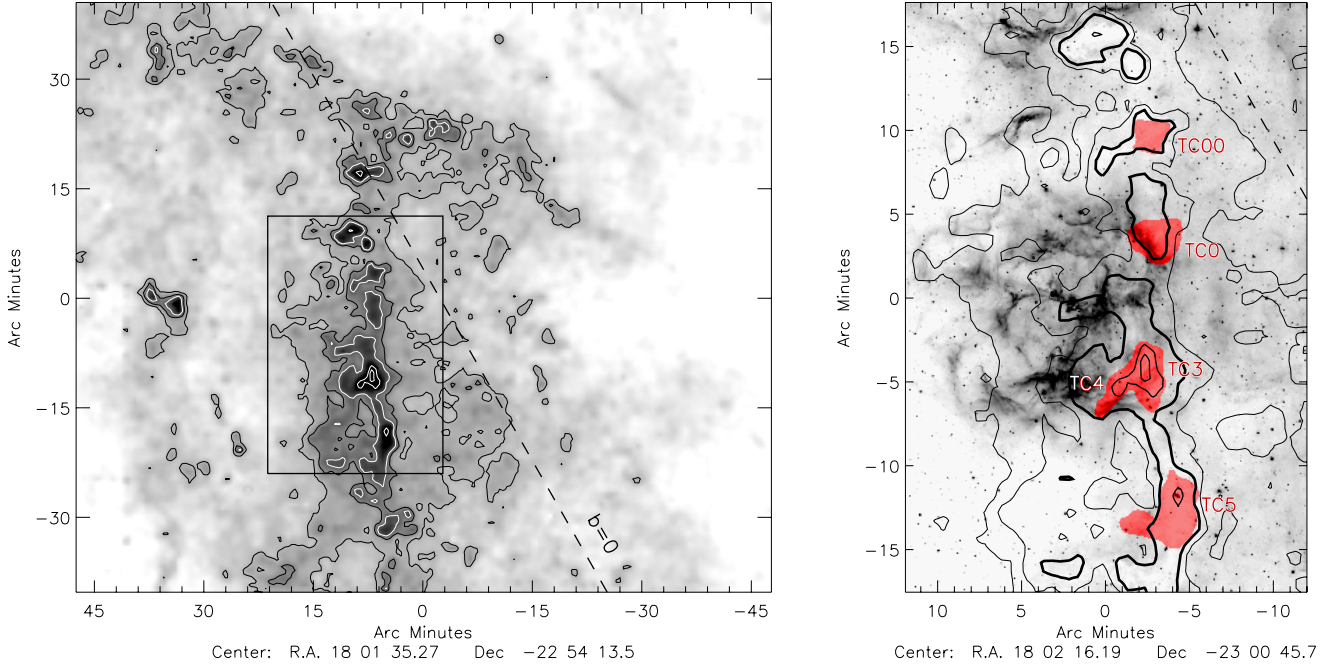 30
15
0
−15
−30
Arc Minutes
b=0
45 30 15 0 −15 −30 −45
Arc Minutes
Center: R.A. 18 01 35.27 Dec −22 54 13.5
15
10
5
0
−5
−10
−15
Arc Minutes
TC00
TC0
TC3
TC4
TC5
10 5 0 −5 −10
Arc Minutes
Center: R.A. 18 02 16.19 Dec −23 00 45.7